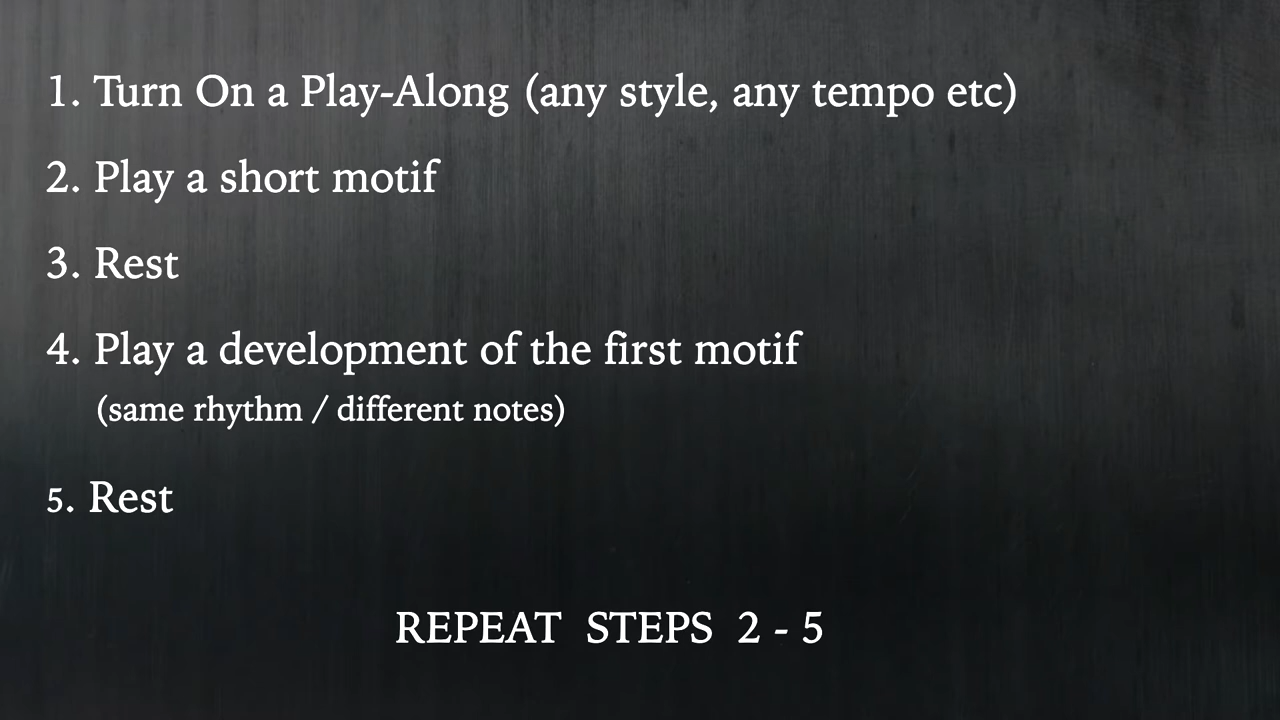 1. Turn On a Play-Along (any style, any tempo etc)
2. Play a short motif
3. Rest
4. Play a development of the first motif
(same rhythm / different notes)
5. Rest
REPEAT STEPS 2 - 5